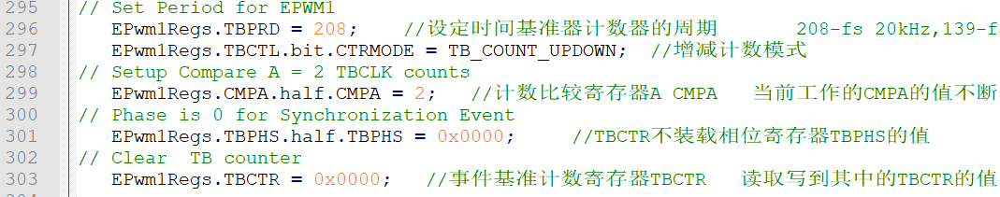 295 // Set Period for EPWM1
296 EPwm1Regs.TBPRD = 208; //设定时间基准器计数器的周期 208-fs 20kHz,139-f
297 EPwm1Regs.TBCTL.bit.CTRMODE = TB_COUNT_UPDOWN; //增减计数模式
298 // Setup Compare A = 2 TBCLK counts
299 EPwm1Regs.CMPA.half.CMPA = 2; //计数比较寄存器A CMPA 当前工作的CMPA的值不断
300 // Phase is 0 for Synchronization Event
301 EPwm1Regs.TBPHS.half.TBPHS = 0x0000; //TBCTR不装载相位寄存器TBPHS的值
302 // Clear TB counter
303 EPwm1Regs.TBCTR = 0x0000; //事件基准计数寄存器TBCTR 读取写到其中的TBCTR的值